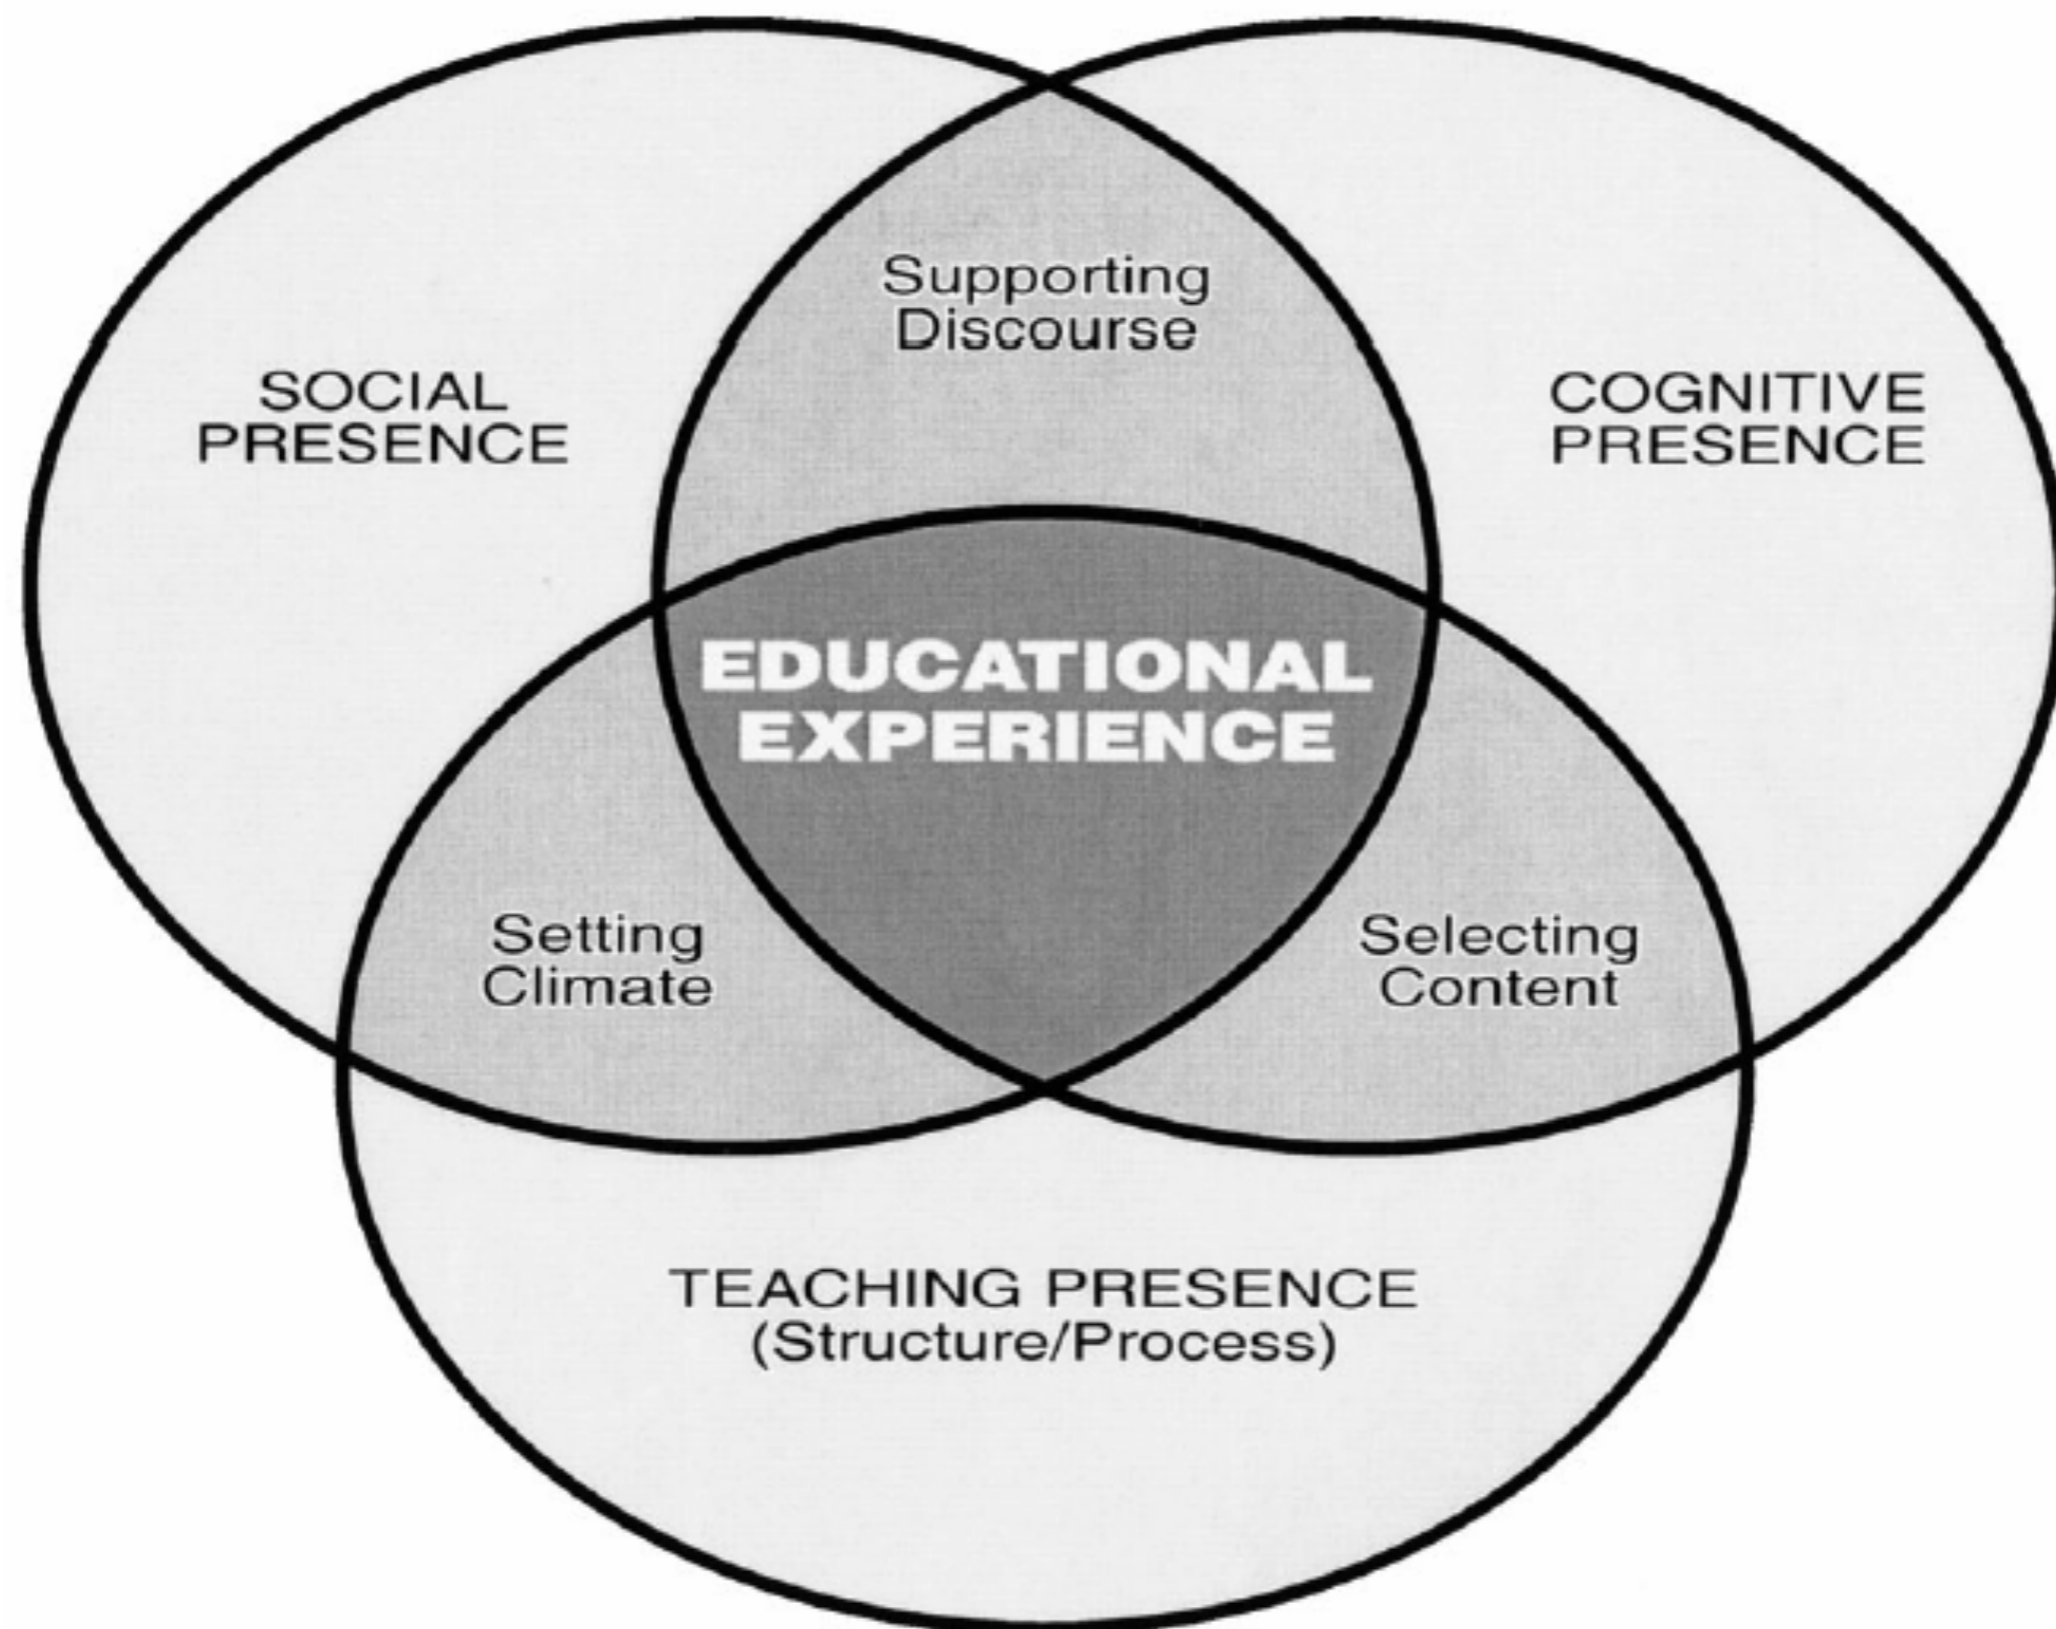 Supporting
Discourse
SOCIAL
PRESENCE
COGNITIVE
PRESENCE
EDUCATIONAL
EXPERIENCE
Setting
Climate
Selecting
Content
TEACHING PRESENCE
(Structure/Process)